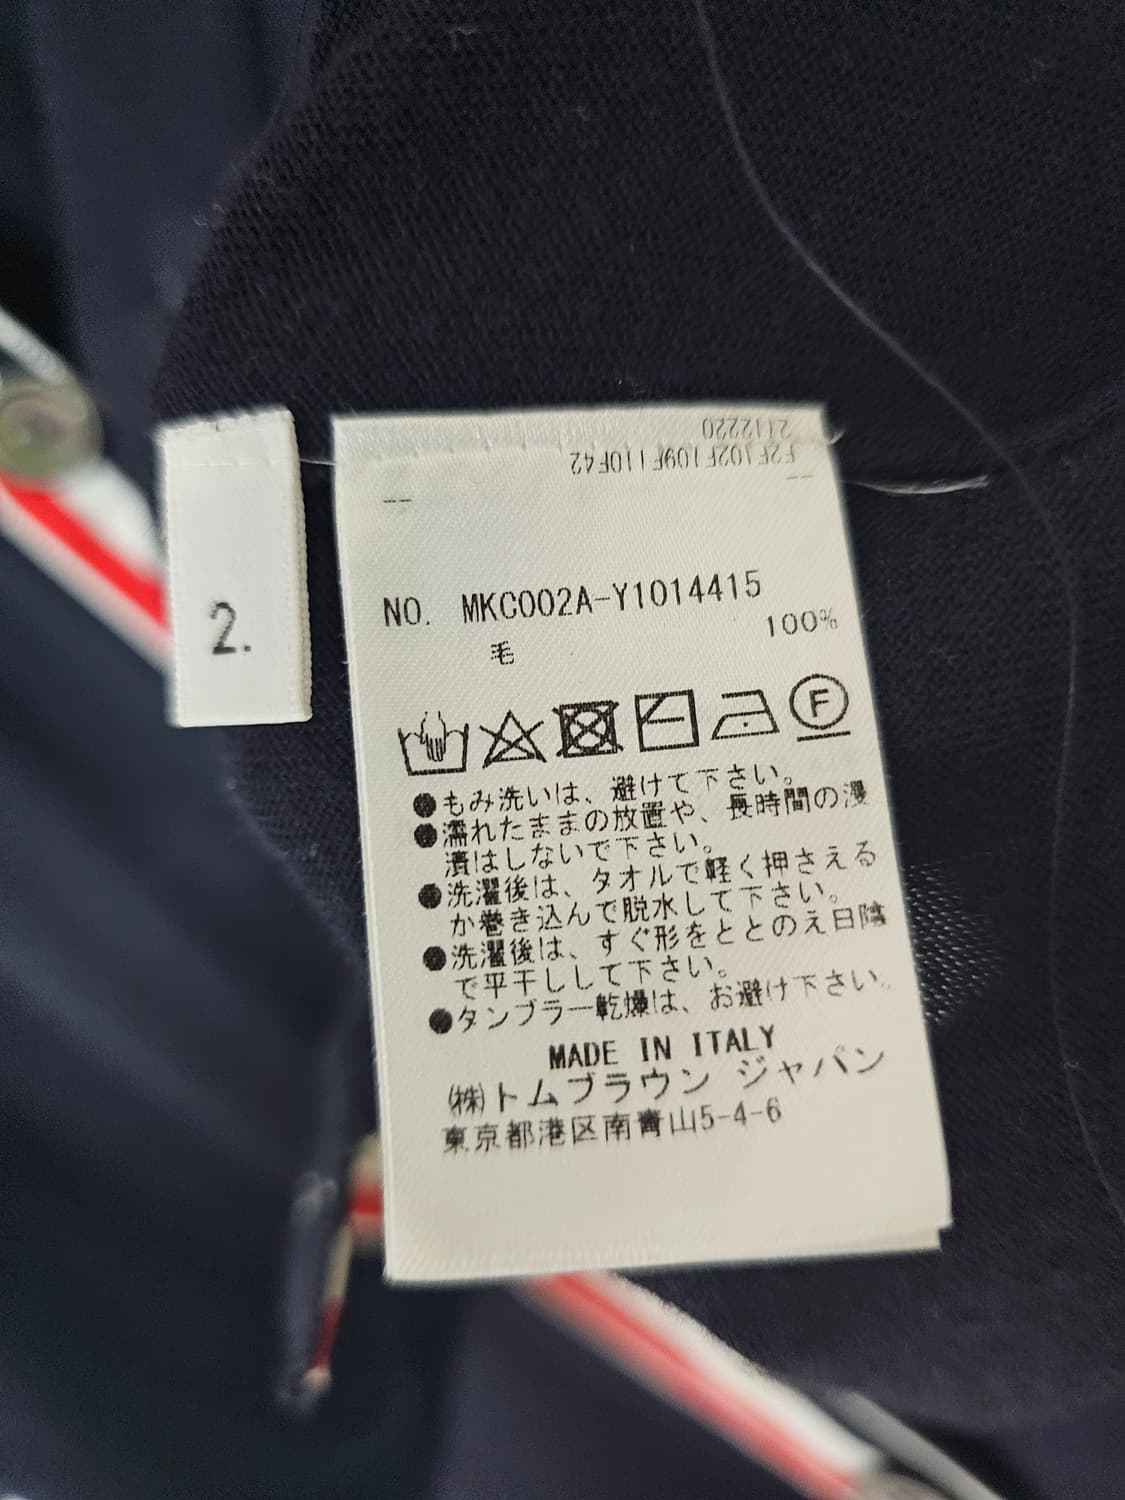 2.
2J12220
F2F102F109F110F42
NO. MKC002A-Y1014415
毛 100%
F
●もみ洗いは、避けて下さい。
●濡れたままの放置や、長時間の浸
漬はしないで下さい。
●洗濯後は、タオルで軽く押さえる
か巻き込んで脱水して下さい。
●洗濯後は、すぐ形をととのえ日陰
で平干しして下さい。
●タンブラー乾燥は、お避け下さい。
MADE IN ITALY
㈱トムブラウン ジャパン
東京都港区南青山5-4-6